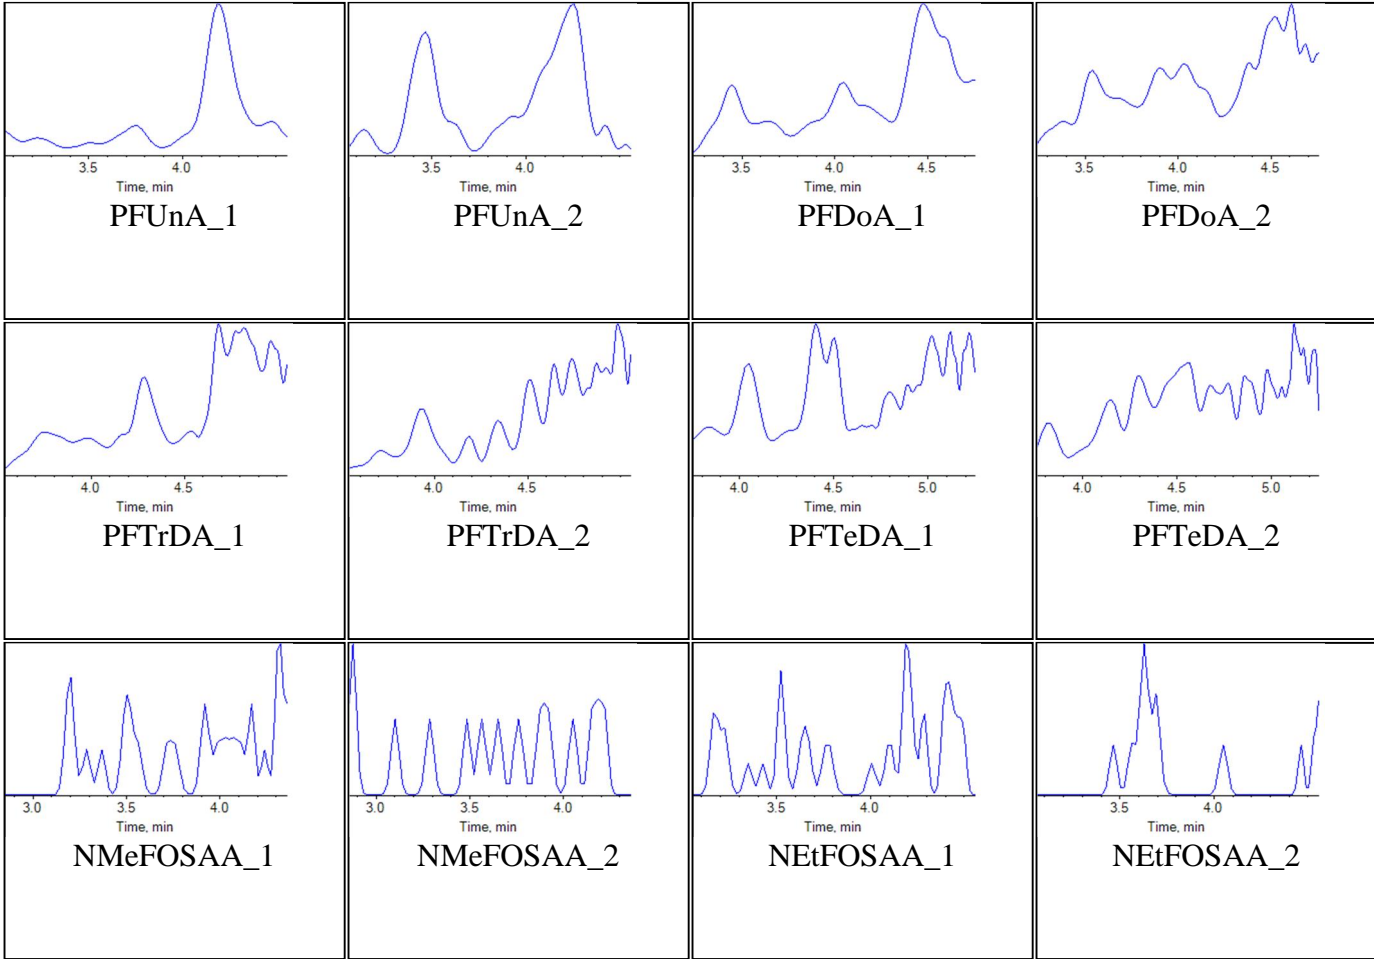 3.5 4.0
Time, min
PFUnA_1
3.5 4.0
Time, min
PFUnA_2
3.5 4.0 4.5
Time, min
PFDoA_1
3.5 4.0 4.5
Time, min
PFDoA_2
4.0 4.5
Time, min
PFTrDA_1
4.0 4.5
Time, min
PFTrDA_2
4.0 4.5 5.0
Time, min
PFTeDA_1
4.0 4.5 5.0
Time, min
PFTeDA_2
3.0 3.5 4.0
Time, min
NMeFOSAA_1
3.0 3.5 4.0
Time, min
NMeFOSAA_2
3.5 4.0
Time, min
NEtFOSAA_1
3.5 4.0
Time, min
NEtFOSAA_2